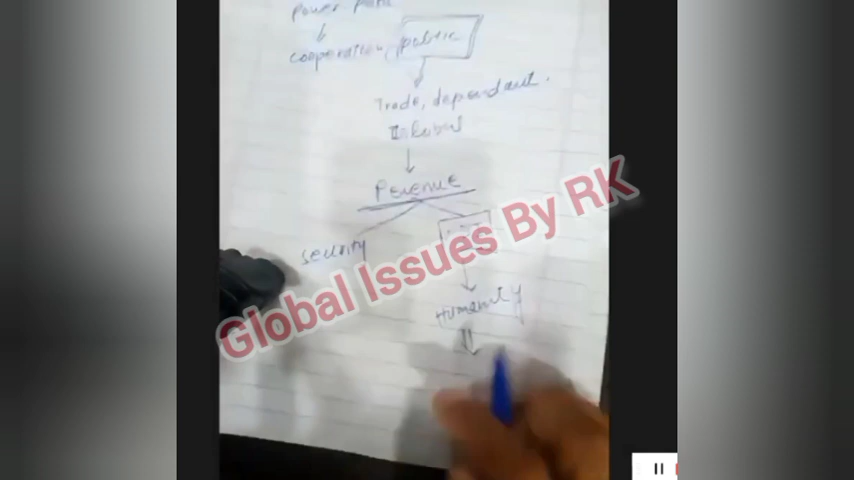 Power
cooperation, public
Trade, dependant.
Revenue
security
Humanity
Global Issues By RK